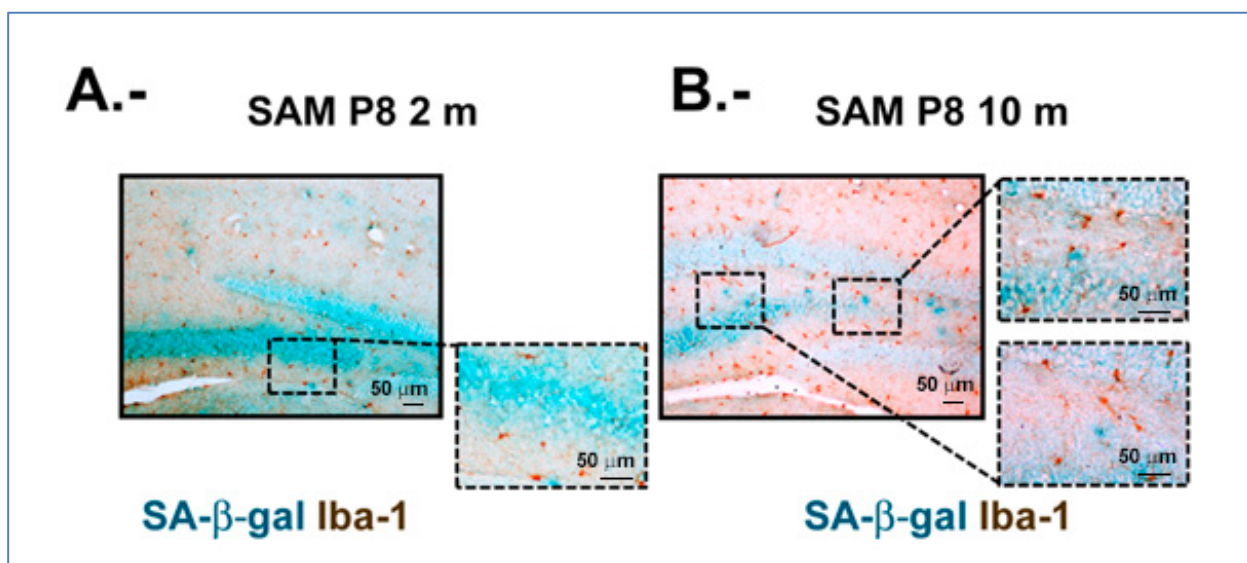 A.-
SAM P8 2 m
50 μm
50 μm
SA-β-gal Iba-1
B.-
SAM P8 10 m
50 μm
50 μm
50 μm
SA-β-gal Iba-1